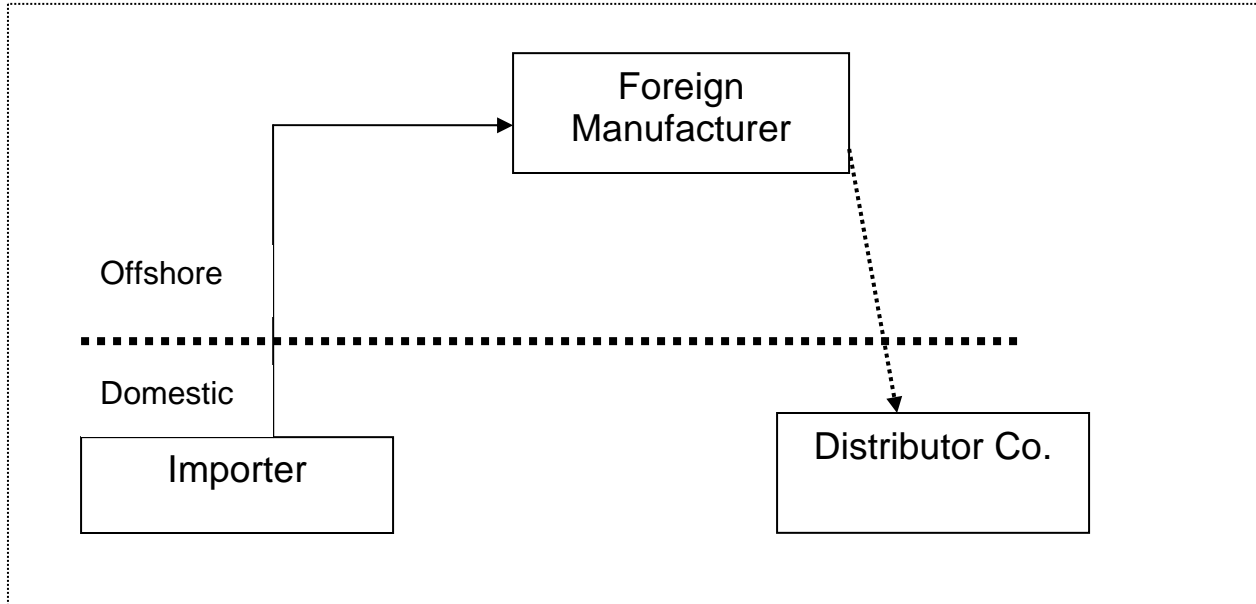 Foreign
Manufacturer
Offshore
Domestic
Importer
Distributor Co.